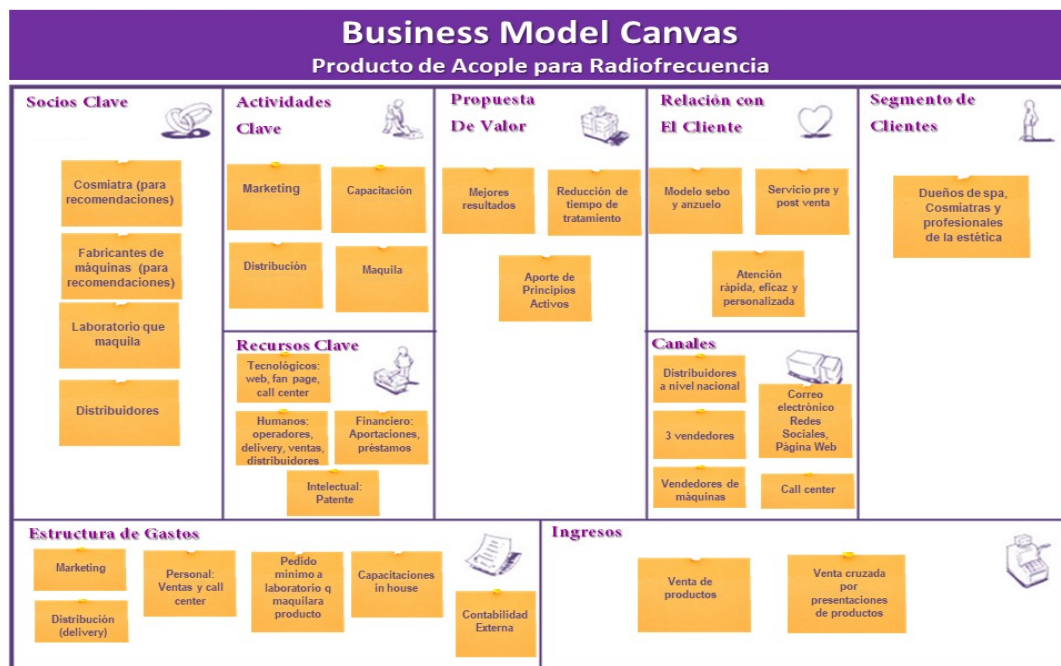 Business Model Canvas
Producto de Acople para Radiofrecuencia
Socios Clave
Cosmiatra (para
recomendaciones)
Fabricantes de
màquinas (para
recomendaciones)
Laboratorio que
maquila
Distribuidores
Actividades
Clave
Marketing
Capacitación
Distribución
Maquila
Recursos Clave
Tecnológicos:
web, fan page,
call center
Humanos:
operadores,
delivery, ventas,
distribuidores
Financiero:
Aportaciones,
préstamos
Intelectual:
Patente
Propuesta
De Valor
Mejores
resultados
Reducción de
tiempo de
tratamiento
Aporte de
Principios
Activos
Relación con
El Cliente
Modelo sebo
y anzuelo
Servicio pre y
post venta
Atención
rápida, eficaz y
personalizada
Canales
Distribuidores
a nivel nacional
Correo
electrónico
Redes
Sociales,
Página Web
3 vendedores
Vendedores de
màquinas
Call center
Segmento de
Clientes
Dueños de spa,
Cosmiatras y
profesionales
de la estética
Estructura de Gastos
Marketing
Distribución
(delivery)
Personal:
Ventas y call
center
Pedido
minimo a
laboratorio q
maquilara
producto
Capacitaciones
in house
Contabilidad
Externa
Ingresos
Venta de
productos
Venta cruzada
por
presentaciones
de productos